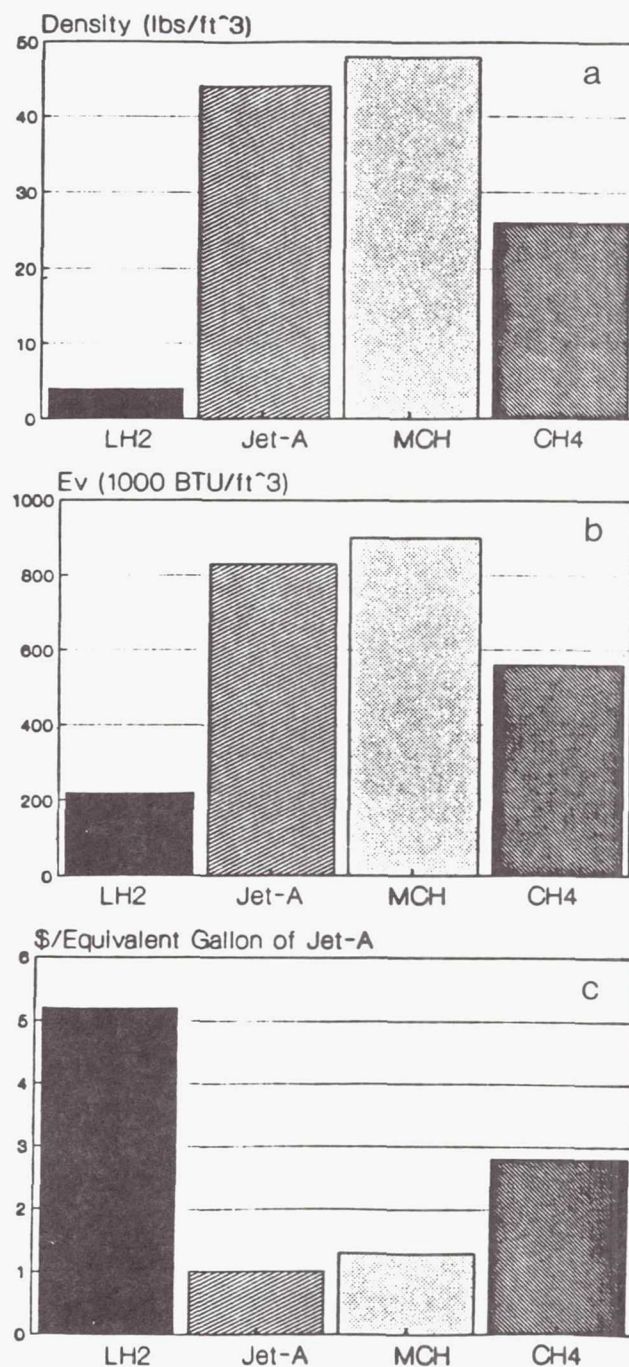 Density (lbs/ft^3)
a
50
40
30
20
10
0
LH2 Jet-A MCH CH4
Ev (1000 BTU/ft^3)
b
1000
800
600
400
200
0
LH2 Jet-A MCH CH4
$/Equivalent Gallon of Jet-A
c
6
5
4
3
2
1
0
LH2 Jet-A MCH CH4